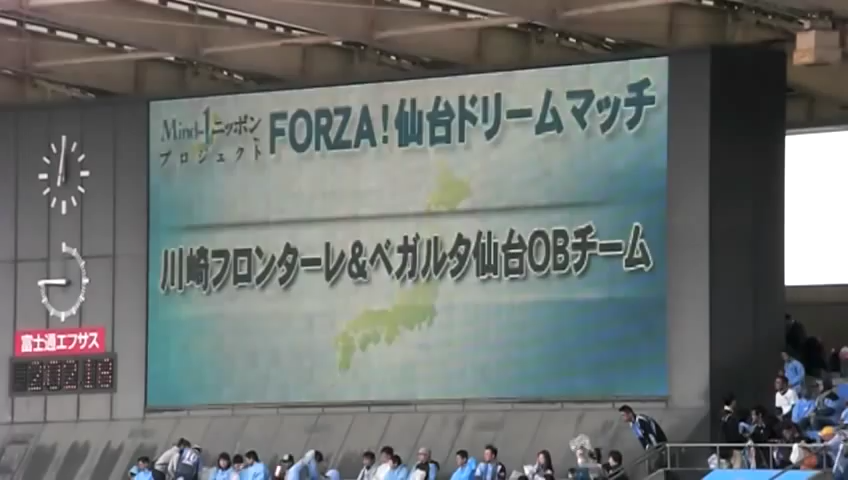 Mind-1ニッポン
プロジェクト
FORZA!仙台ドリームマッチ
川崎フロンターレ&ベガルタ仙台OBチーム
富士通エフサス